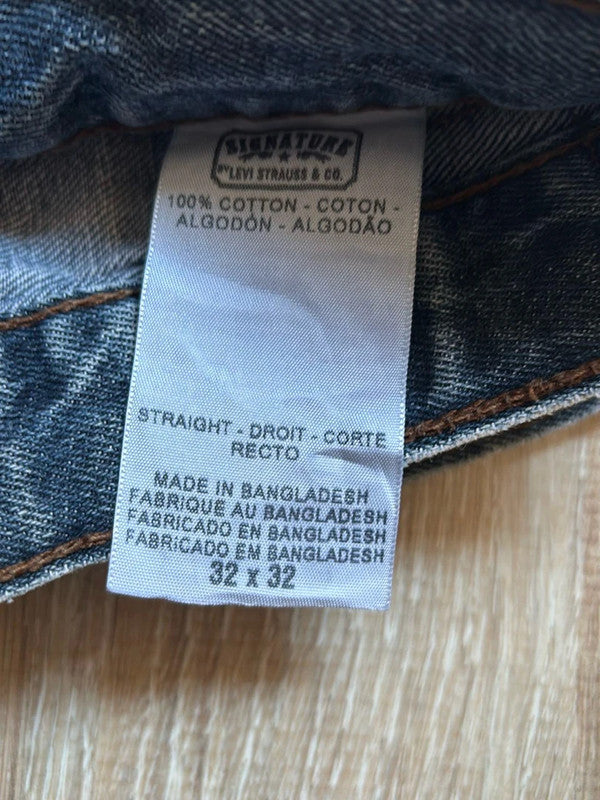 SIGNATURE
BY LEVI STRAUSS & CO.
100% COTTON - COTON -
ALGODÓN - ALGODÃO
STRAIGHT - DROIT - CORTE
RECTO
MADE IN BANGLADESH
FABRIQUÉ AU BANGLADESH
FABRICADO EN BANGLADESH
FABRICADO EM BANGLADESH
32 x 32